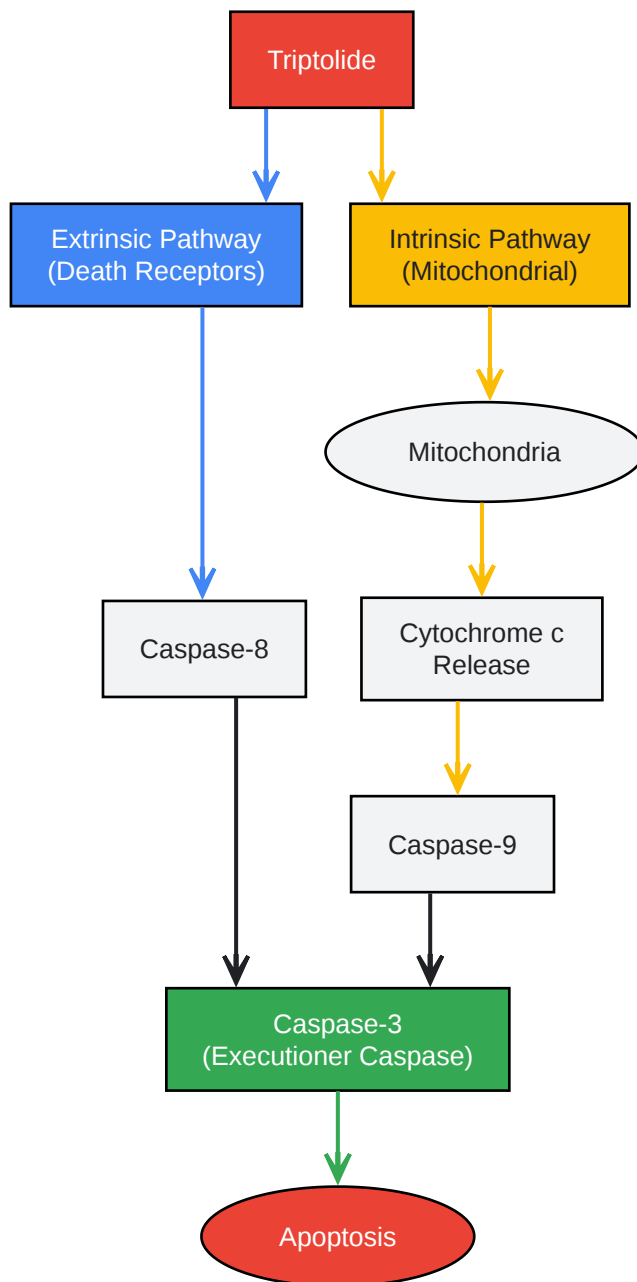 Triptolide
Extrinsic Pathway
(Death Receptors)
Intrinsic Pathway
(Mitochondrial)
Mitochondria
Caspase-8
Cytochrome c
Release
Caspase-9
Caspase-3
(Executioner Caspase)
Apoptosis